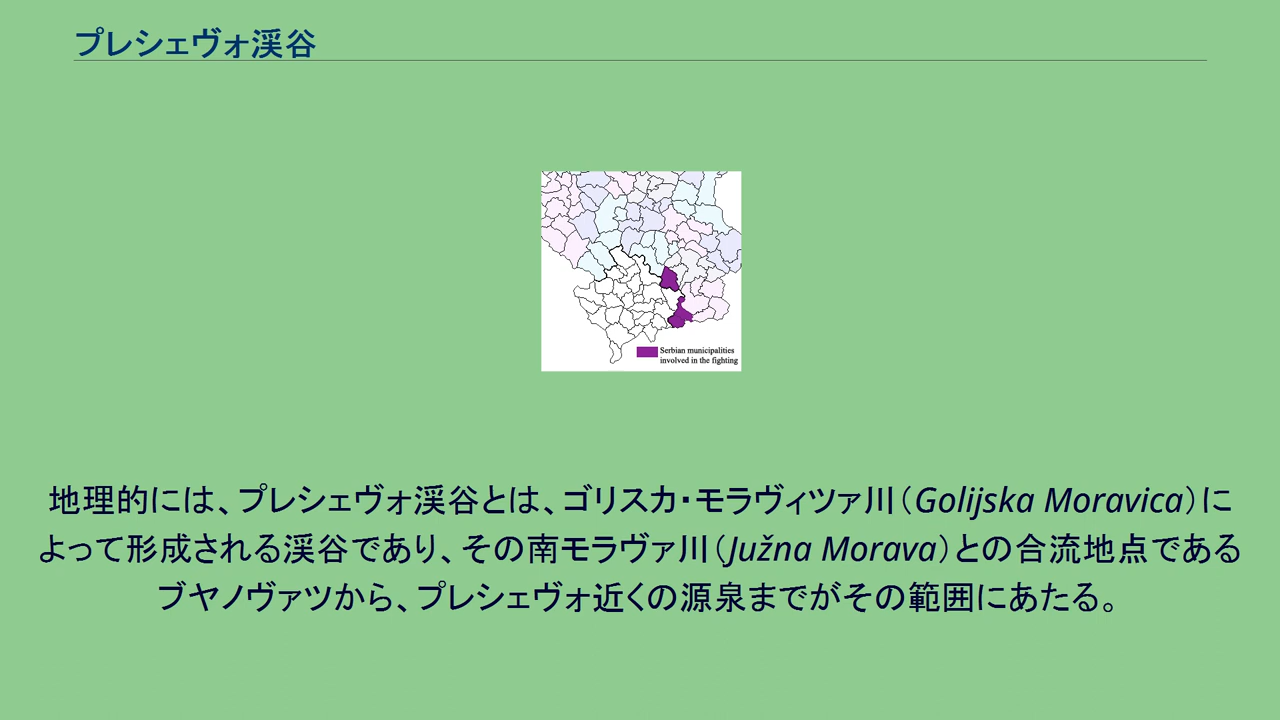 プレシェヴォ渓谷
Serbian municipalities
involved in the fighting
地理的には、プレシェヴォ渓谷とは、ゴリスカ・モラヴィツァ川（Golijska Moravica）に
よって形成される渓谷であり、その南モラヴァ川（Južna Morava）との合流地点である
ブヤノヴァツから、プレシェヴォ近くの源泉までがその範囲にあたる。